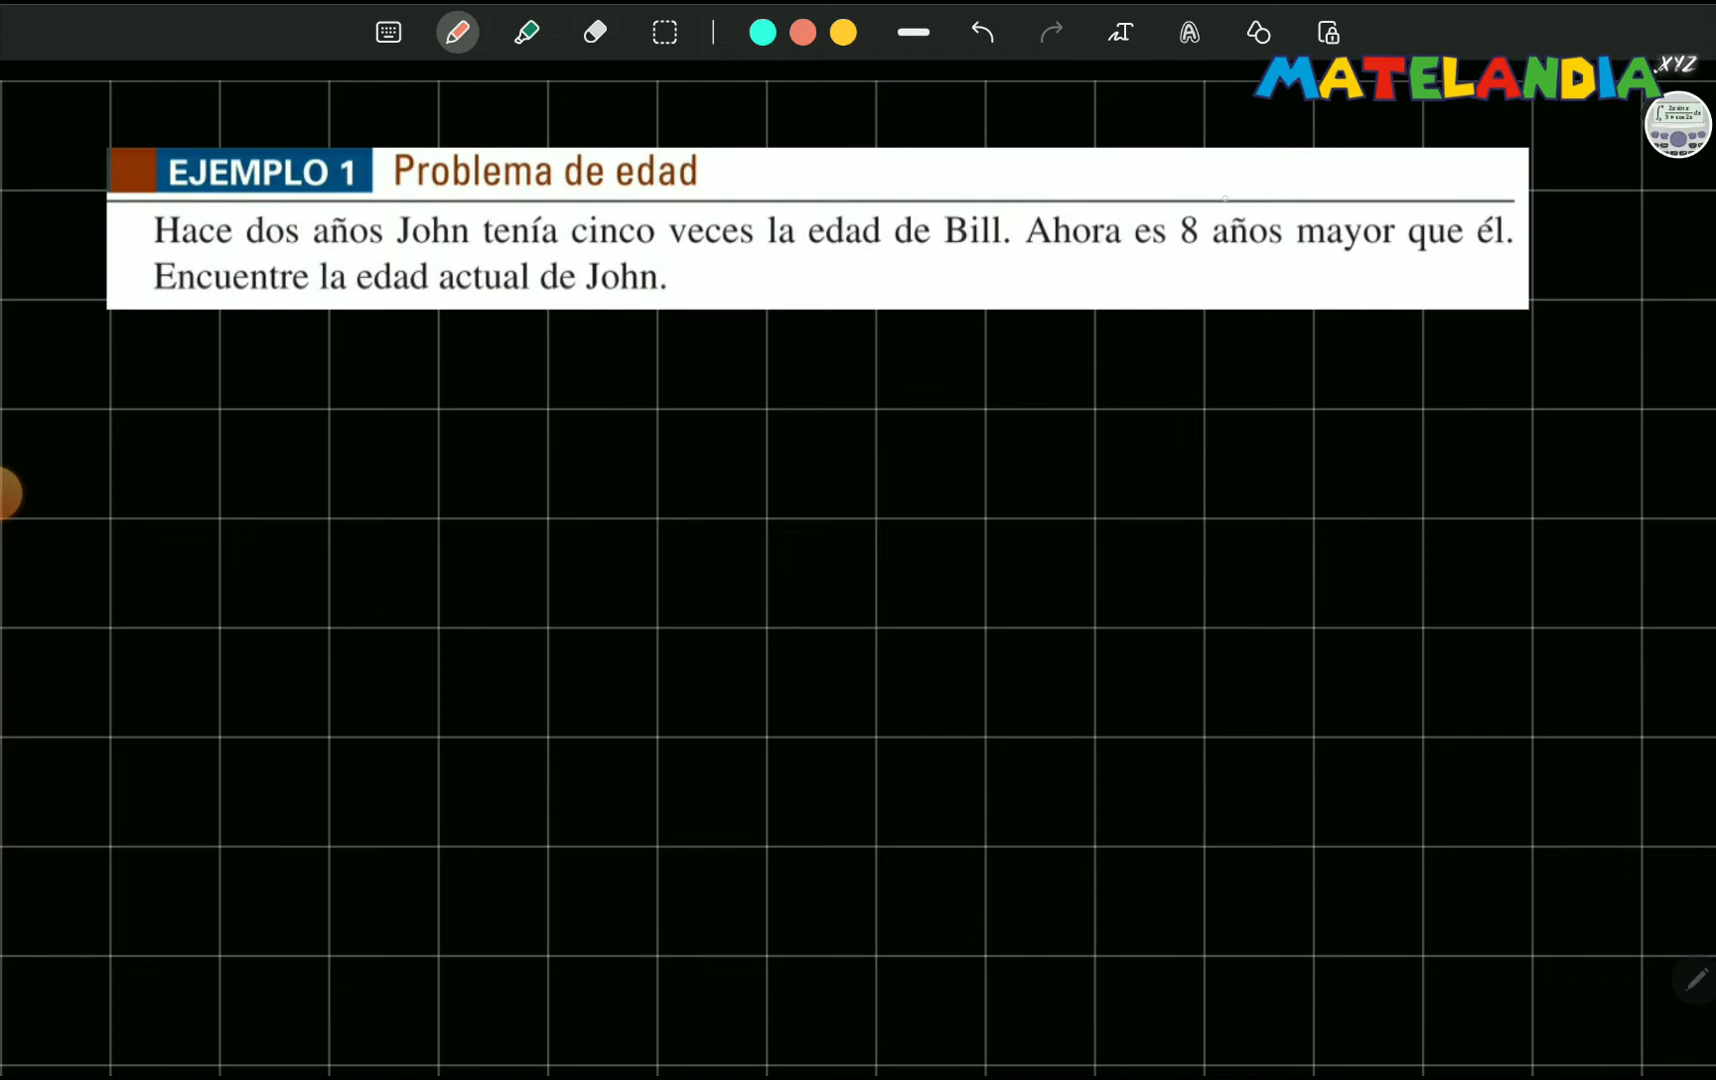 MATELANDIA.XYZ
EJEMPLO 1 Problema de edad
Hace dos años John tenía cinco veces la edad de Bill. Ahora es 8 años mayor que él.
Encuentre la edad actual de John.